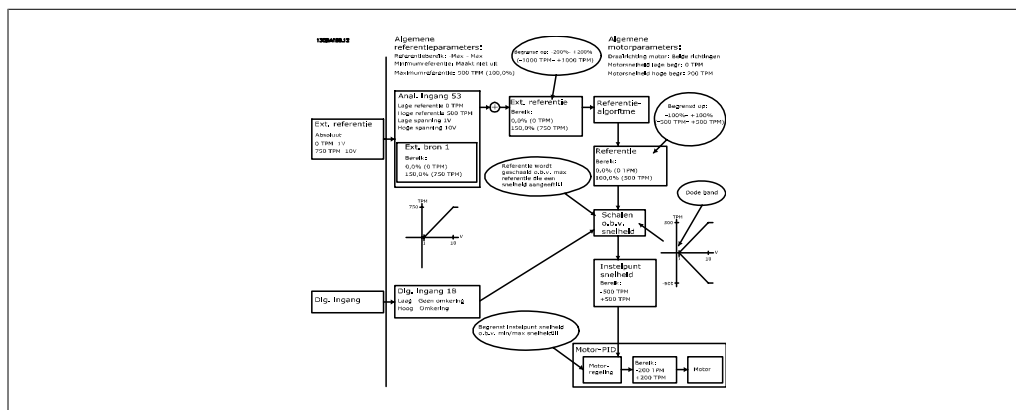 Algemene
referentieparameters:
Referentiebereik: -Max - Max
Minimumreferentie: Maakt niet uit
Maximumreferentie: 500 TPM (100,0%)
Begrenst op: -200%- +200%
(-1000 TPM- +1000 TPM)
Algemene
motorparameters:
Draairichting motor: Beide richtingen
Motorsnelheid lage begr: 0 TPM
Motorsnelheid hoge begr: 200 TPM
Ext. referentie
Absoluut
0 TPM 1V
750 TPM 10V
Anal. Ingang 53
Lage referentie 0 TPM
Hoge referentie 500 TPM
Lage spanning 1V
Hoge spanning 10V
Ext. bron 1
Bereik:
0,0% (0 TPM)
150,0% (750 TPM)
Ext. referentie
Bereik:
0,0% (0 TPM)
150,0% (750 TPM)
Referentie-
algoritme
Begrenst op:
-100%- +100%
(-500 TPM- +500 TPM)
Referentie
Bereik:
0,0% (0 TPM)
100,0% (500 TPM)
Referentie wordt
geschaald o.b.v. max
referentie die een
snelheid aangeeft!!!
Dode band
TPM
750
1
10
V
Schalen
o.b.v.
snelheid
TPM
500
1
10
V
-500
Dig. Ingang
Dig. Ingang 18
Laag Geen omkering
Hoog Omkering
Instelpunt
snelheid
Bereik:
-500 TPM
+500 TPM
Begrenst instelpunt snelheid
o.b.v. min/max snelheid!!!
Motor-PID
Motor-
regeling
Bereik:
-200 TPM
+200 TPM
Motor